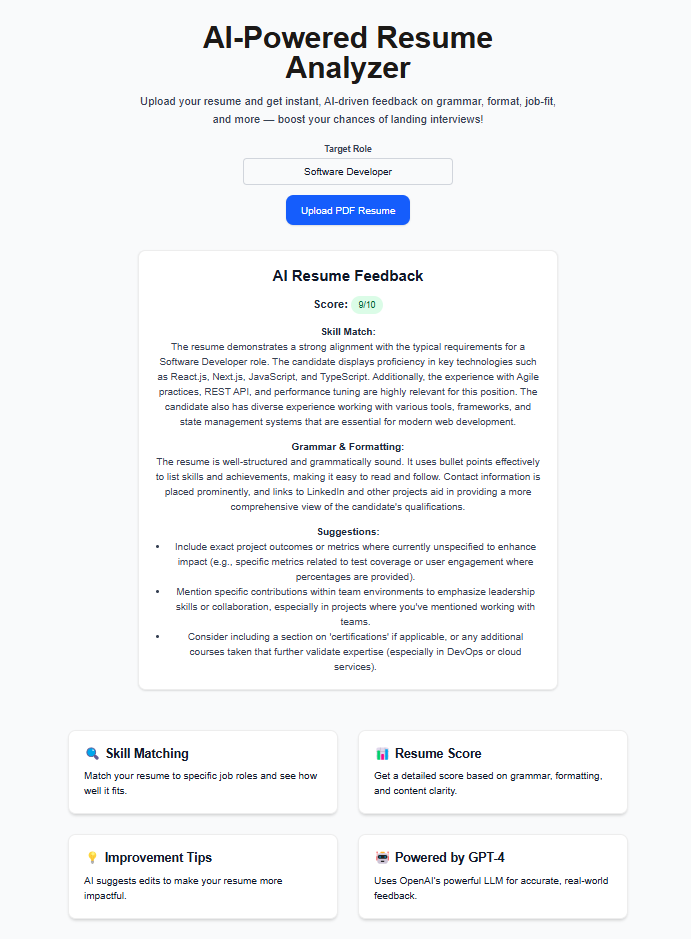 AI-Powered Resume
Analyzer
Upload your resume and get instant, AI-driven feedback on grammar, format, job-fit,
and more — boost your chances of landing interviews!
Target Role
Software Developer
Upload PDF Resume
AI Resume Feedback
Score: 9/10
Skill Match:
The resume demonstrates a strong alignment with the typical requirements for a
Software Developer role. The candidate displays proficiency in key technologies such
as React.js, Next.js, JavaScript, and TypeScript. Additionally, the experience with Agile
practices, REST API, and performance tuning are highly relevant for this position. The
candidate also has diverse experience working with various tools, frameworks, and
state management systems that are essential for modern web development.
Grammar & Formatting:
The resume is well-structured and grammatically sound. It uses bullet points effectively
to list skills and achievements, making it easy to read and follow. Contact information is
placed prominently, and links to LinkedIn and other projects aid in providing a more
comprehensive view of the candidate's qualifications.
Suggestions:
• Include exact project outcomes or metrics where currently unspecified to enhance
impact (e.g., specific metrics related to test coverage or user engagement where
percentages are provided).
• Mention specific contributions within team environments to emphasize leadership
skills or collaboration, especially in projects where you've mentioned working with
teams.
• Consider including a section on 'certifications' if applicable, or any additional
courses taken that further validate expertise (especially in DevOps or cloud
services).
Skill Matching
Match your resume to specific job roles and see how
well it fits.
Resume Score
Get a detailed score based on grammar, formatting,
and content clarity.
Improvement Tips
AI suggests edits to make your resume more
impactful.
Powered by GPT-4
Uses OpenAI's powerful LLM for accurate, real-world
feedback.